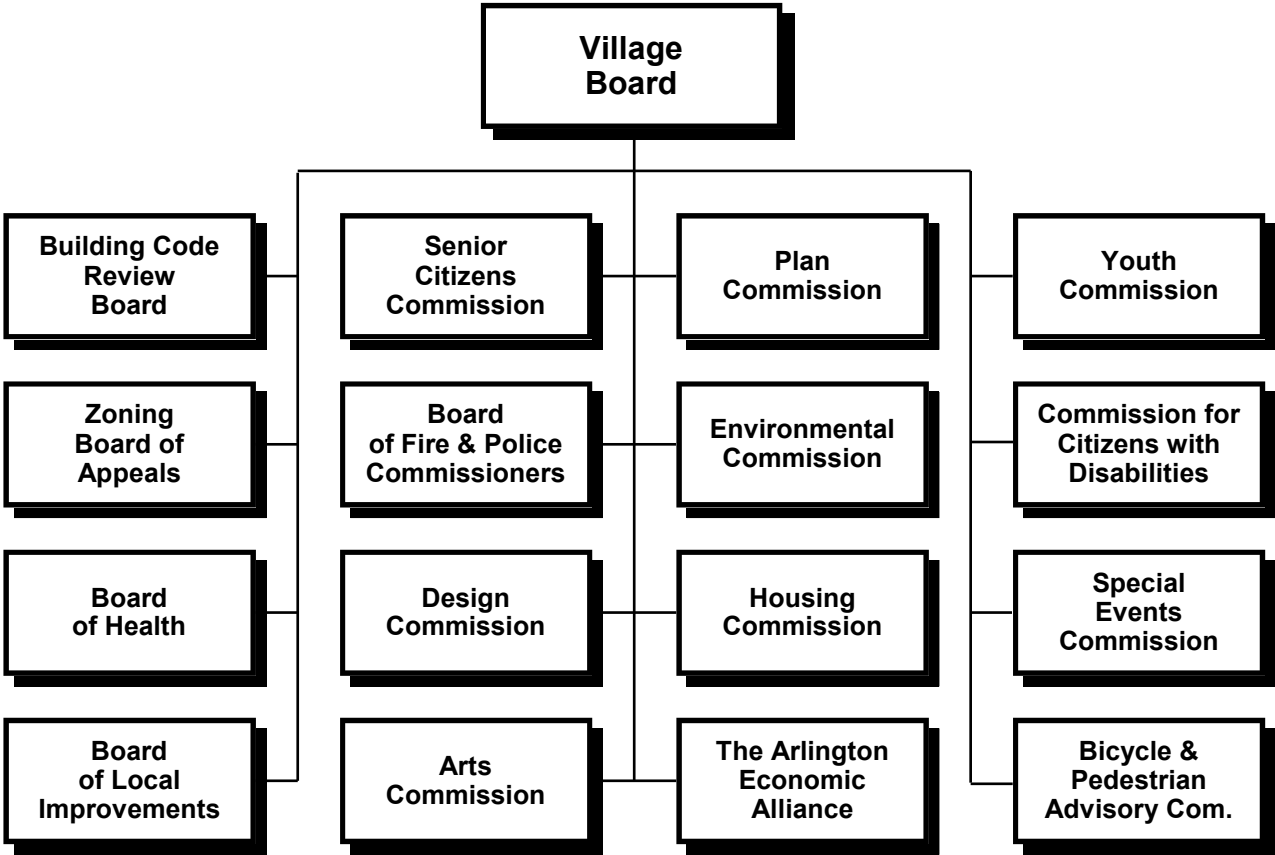 Village
Board
Building Code
Review
Board
Senior
Citizens
Commission
Plan
Commission
Youth
Commission
Zoning
Board of
Appeals
Board
of Fire & Police
Commissioners
Environmental
Commission
Commission for
Citizens with
Disabilities
Board
of Health
Design
Commission
Housing
Commission
Special
Events
Commission
Board
of Local
Improvements
Arts
Commission
The Arlington
Economic
Alliance
Bicycle &
Pedestrian
Advisory Com.